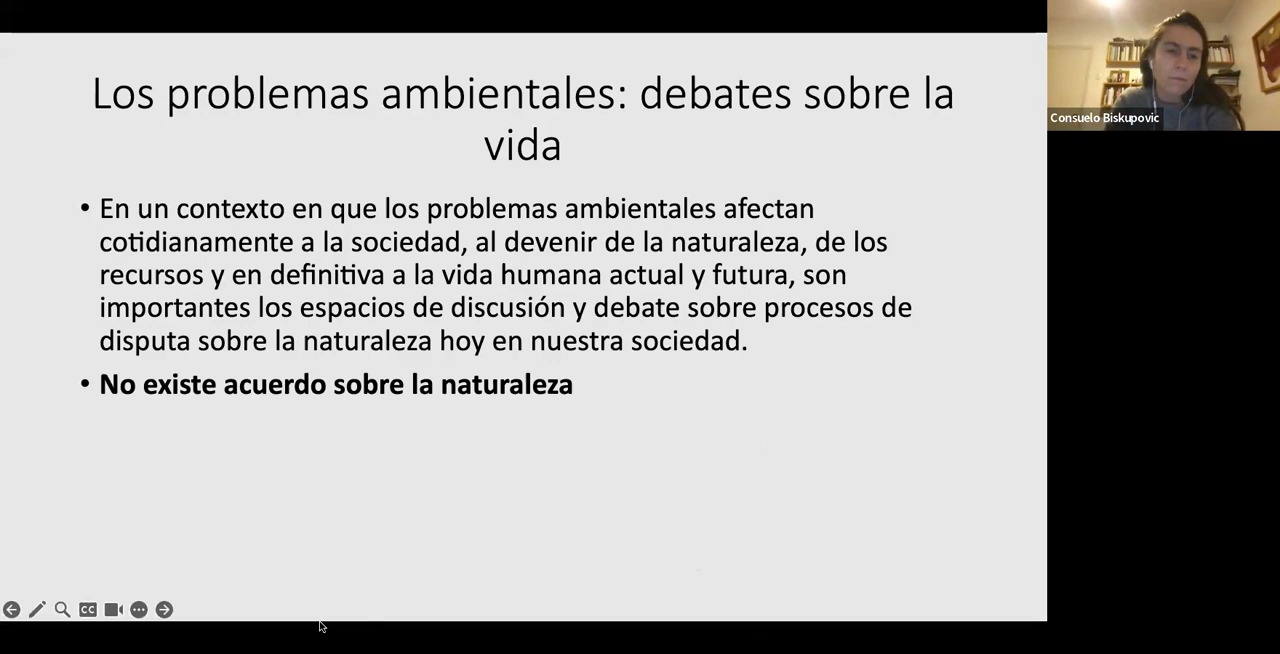 Los problemas ambientales: debates sobre la
vida
• En un contexto en que los problemas ambientales afectan
cotidianamente a la sociedad, al devenir de la naturaleza, de los
recursos y en definitiva a la vida humana actual y futura, son
importantes los espacios de discusión y debate sobre procesos de
disputa sobre la naturaleza hoy en nuestra sociedad.
• No existe acuerdo sobre la naturaleza
Consuelo Biskupovic
CC